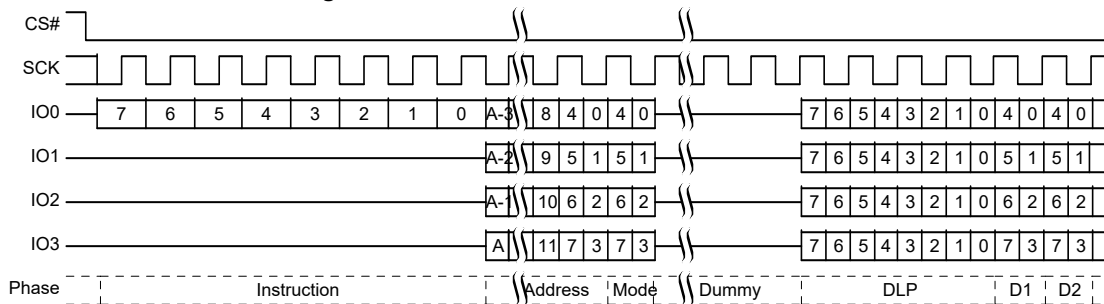 CS#
SCK
IO0 7 6 5 4 3 2 1 0 A-3 8 4 0 4 0 7 6 5 4 3 2 1 0 4 0 4 0
IO1 A-2 9 5 1 5 1 7 6 5 4 3 2 1 0 5 1 5 1
IO2 A-1 10 6 2 6 2 7 6 5 4 3 2 1 0 6 2 6 2
IO3 A 11 7 3 7 3 7 6 5 4 3 2 1 0 7 3 7 3
Phase Instruction Address Mode Dummy DLP D1 D2